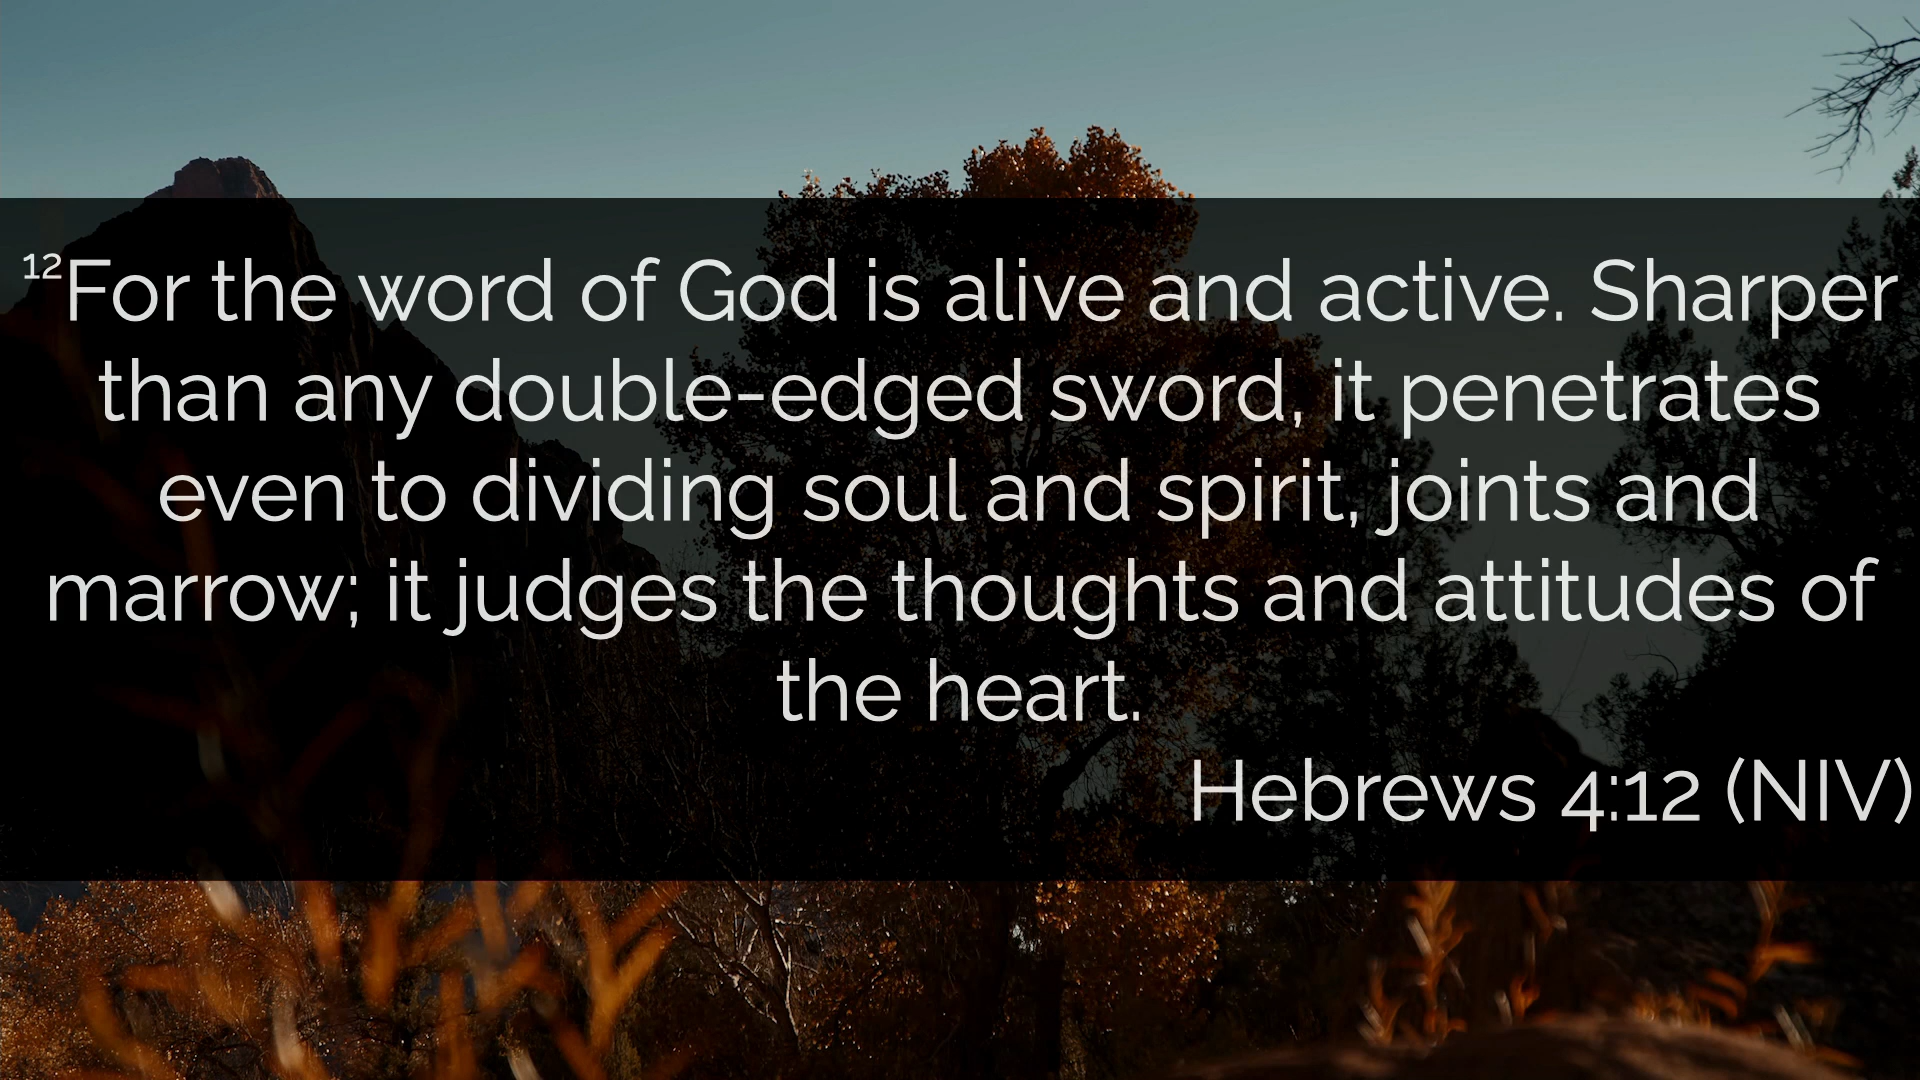 12For the word of God is alive and active. Sharper
than any double-edged sword, it penetrates
even to dividing soul and spirit, joints and
marrow; it judges the thoughts and attitudes of
the heart.
Hebrews 4:12 (NIV)